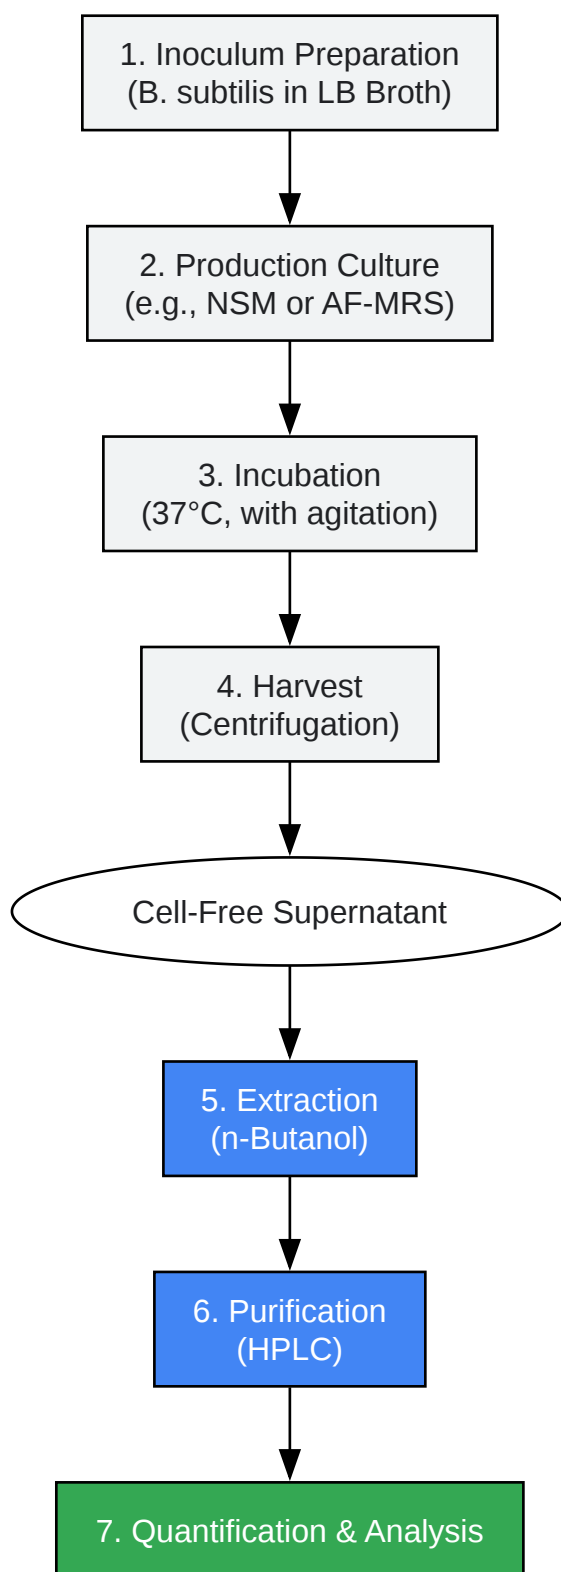 1. Inoculum Preparation
(B. subtilis in LB Broth)
2. Production Culture
(e.g., NSM or AF-MRS)
3. Incubation
(37°C, with agitation)
4. Harvest
(Centrifugation)
Cell-Free Supernatant
5. Extraction
(n-Butanol)
6. Purification
(HPLC)
7. Quantification & Analysis